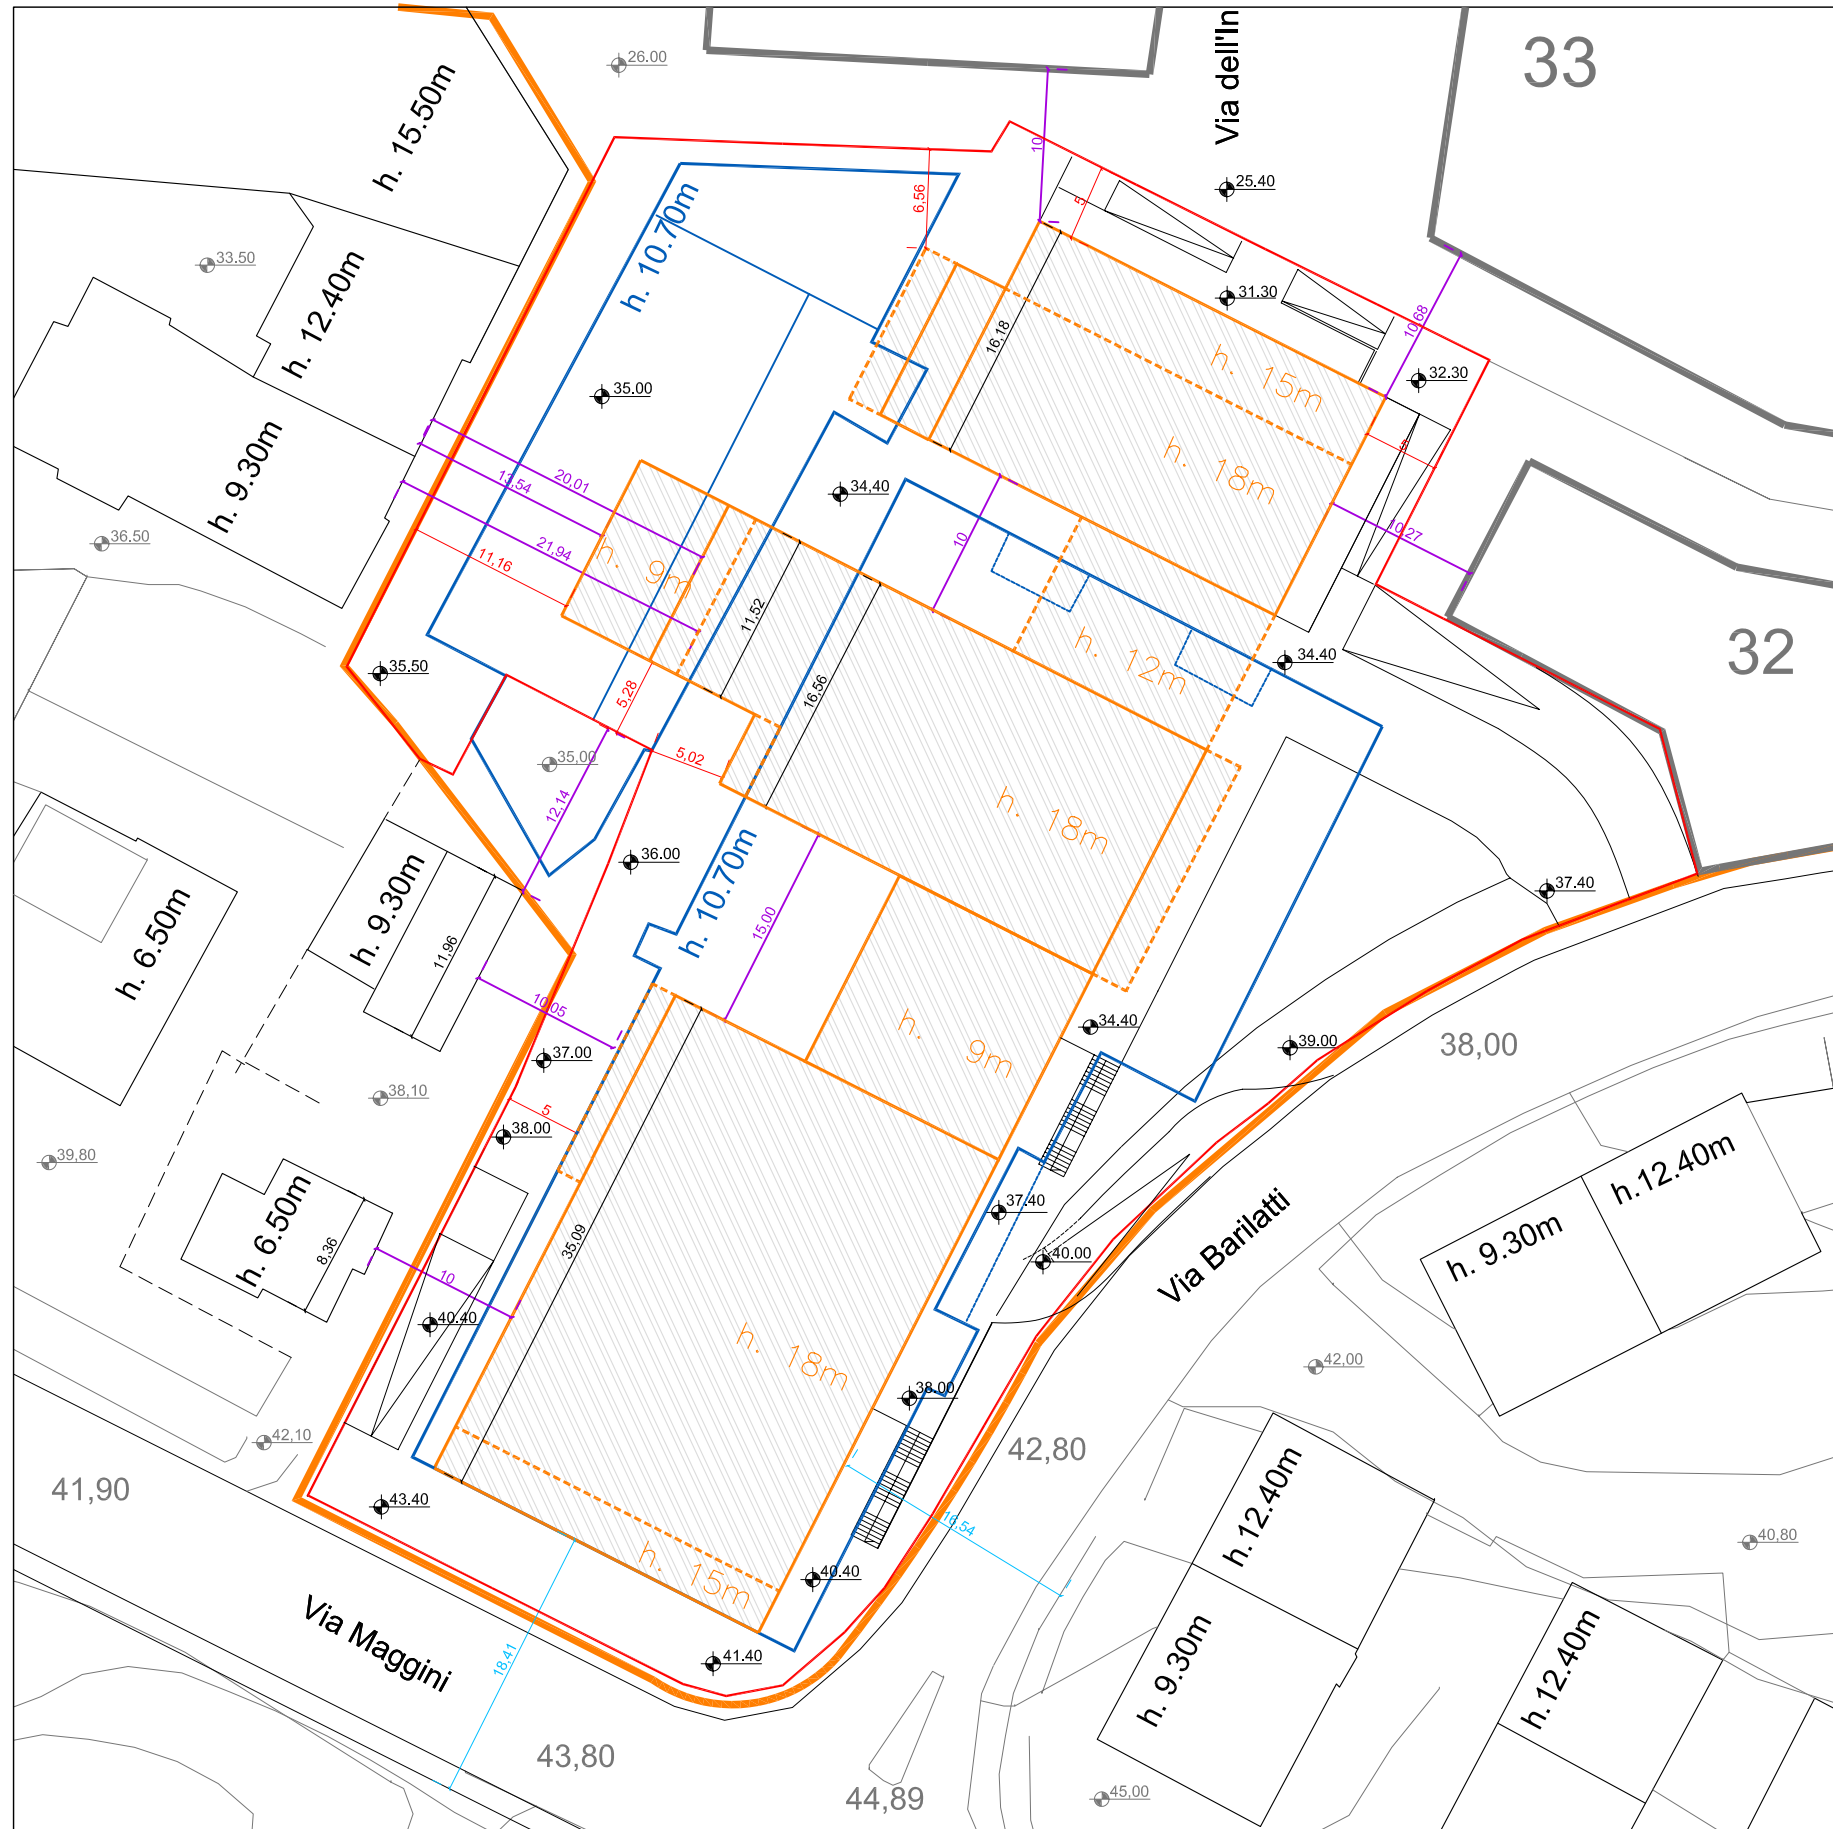 26.00
Via dell'In
33
h. 15.50m
10
25.40
6,56
5
h. 10.70m
33.50
31.30
h. 12.40m
10,68
16,18
h. 15m
32.30
35.00
h. 9.30m
20,01
13,54
5
h. 18m
34,40
36.50
21,94
10
10,27
11,16
h. 9m
11,52
32
35.50
5,28
16,56
h. 12m
34.40
35,00
5,02
12,14
h. 18m
36.00
h. 9.30m
h. 10.70m
37.40
h. 6.50m
11,96
15,00
10,05
h. 9m
34.40
39.00
38,00
37.00
38,10
5
38.00
39,80
h.12.40m
h. 6.50m
8,36
35,09
37.40
h. 9.30m
10
40.00
Via Barilatti
40.40
h. 18m
42,00
38.00
42,10
42,80
41,90
43.40
h. 12.40m
16,54
40,80
h. 15m
40.40
Via Maggini
18,41
41.40
h. 9.30m
h. 12.40m
43,80
44,89
45,00